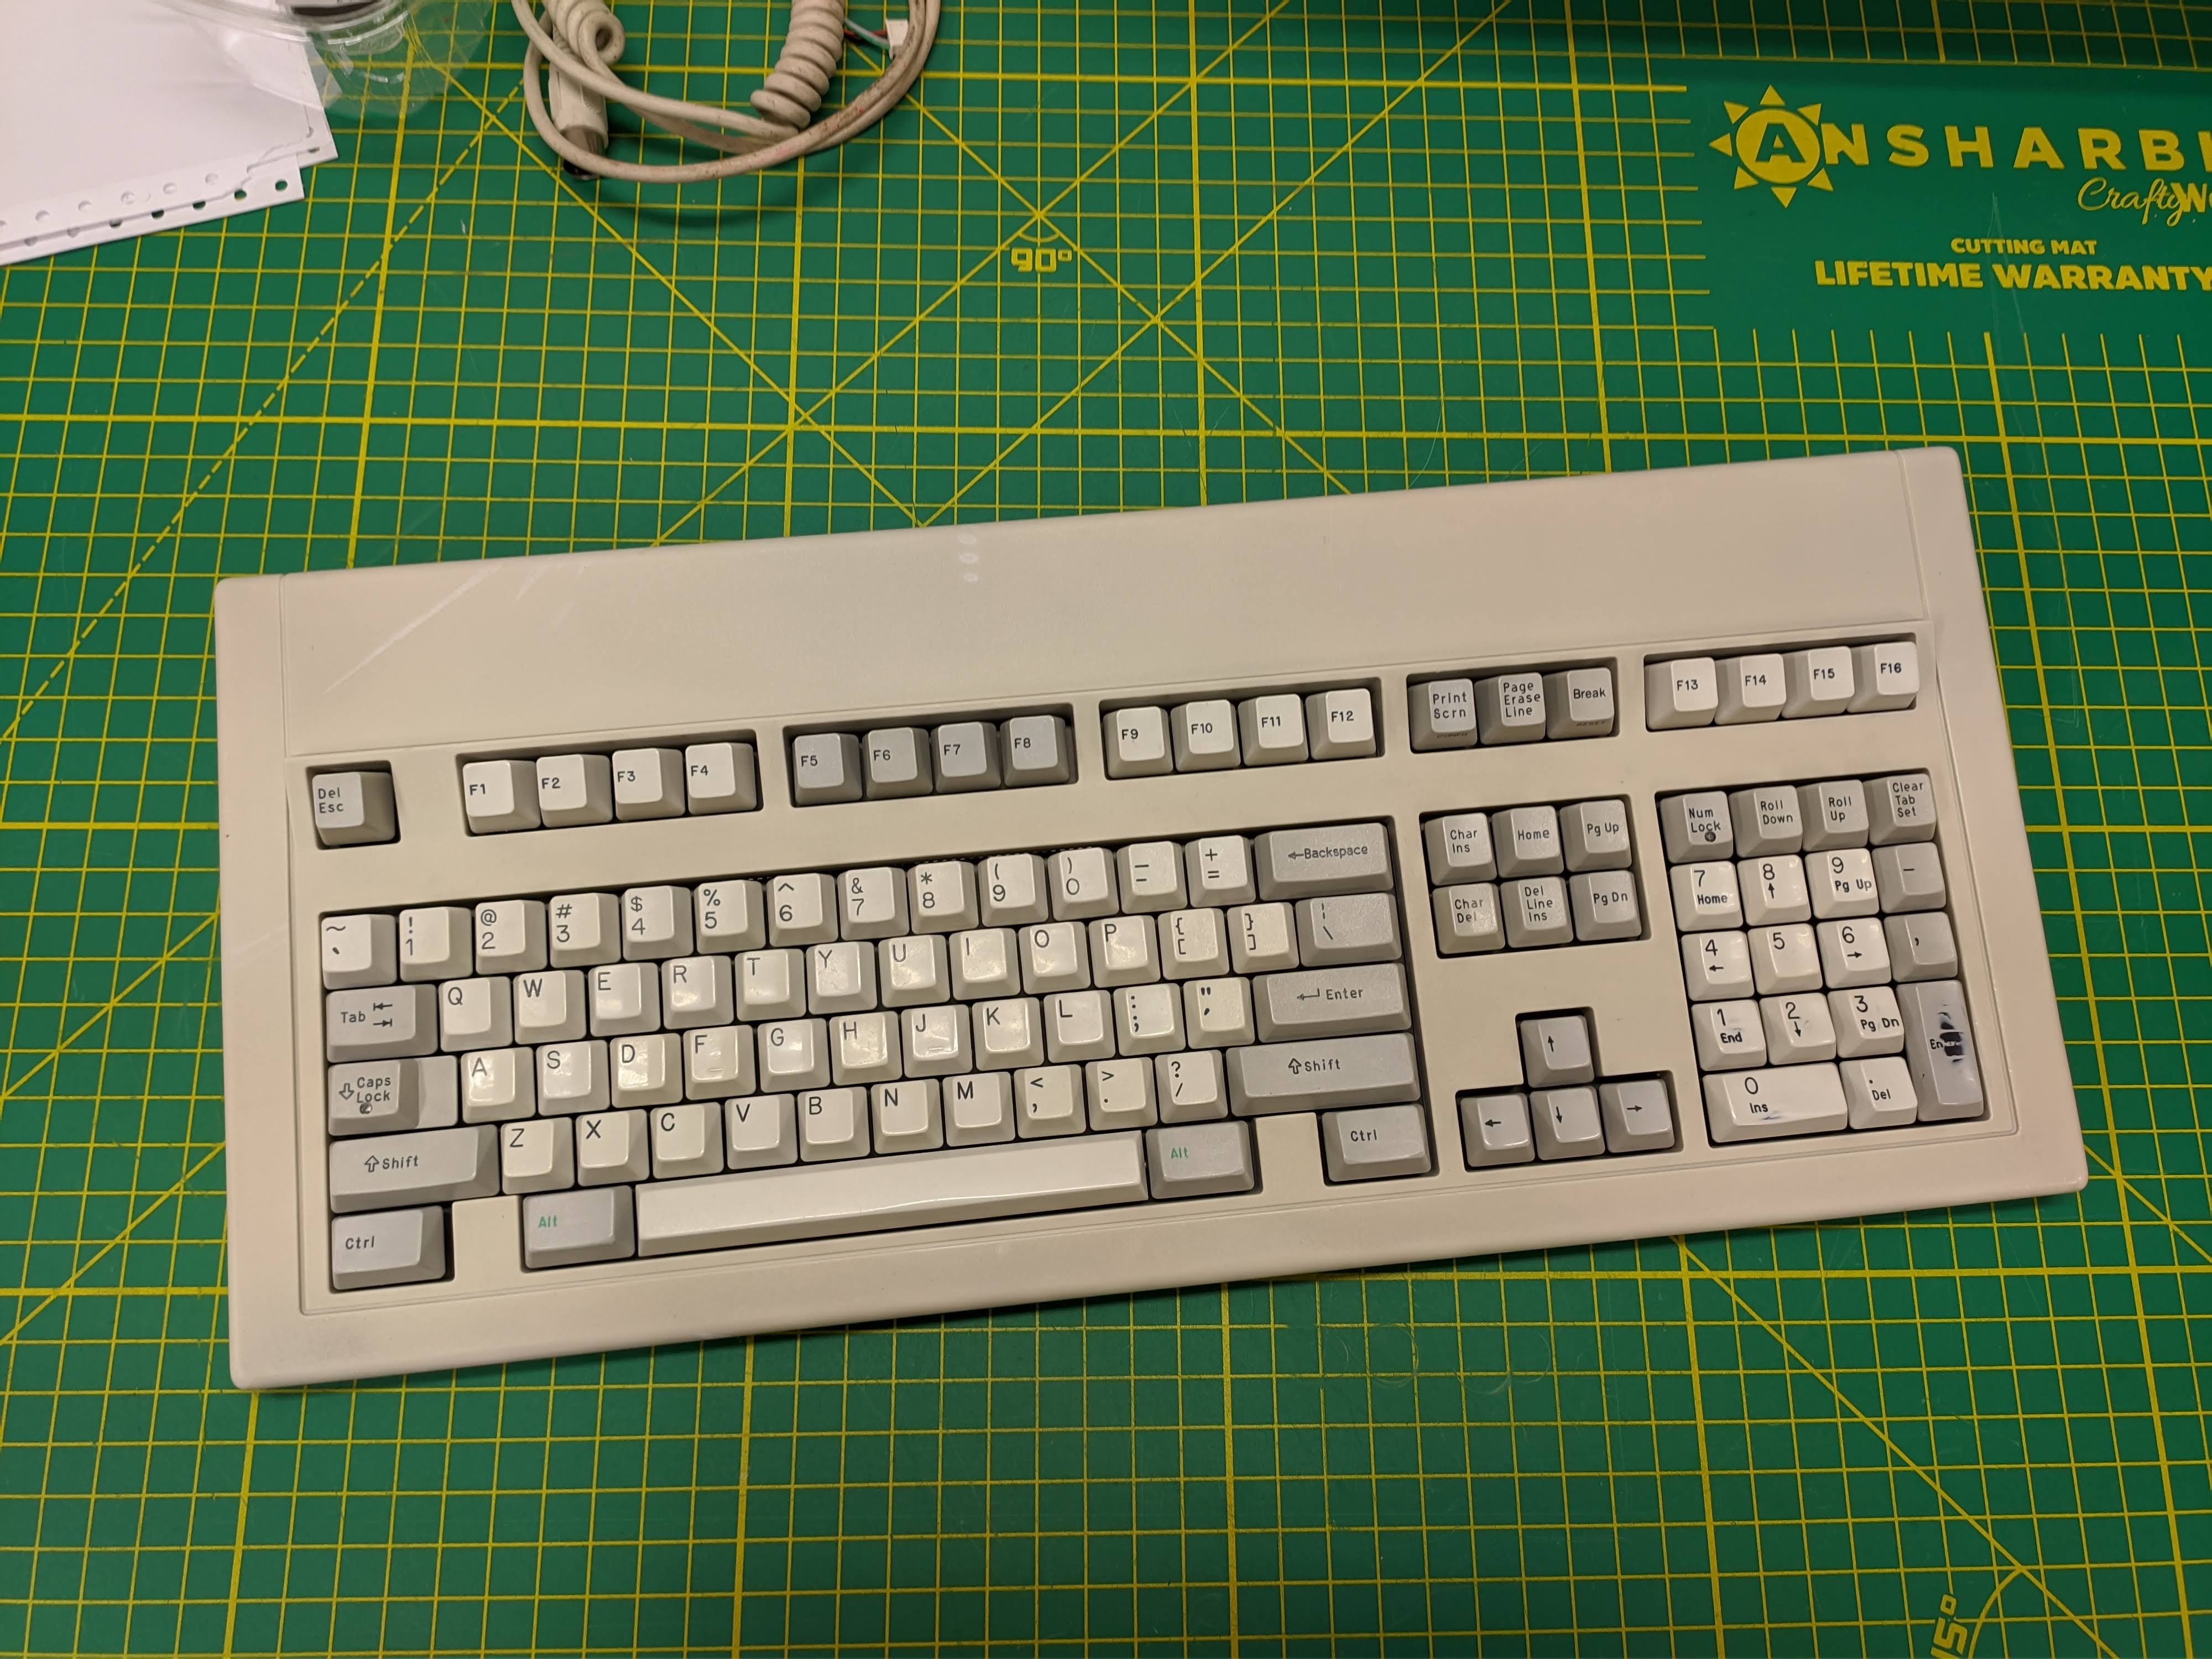 ANSHARB
Crafty
CUTTING MAT
LIFETIME WARRANTY
90°
Del
Esc
F1
F2
F3
F4
F5
F6
F7
F8
F9
F10
F11
F12
Print
Scrn
Page
Erase
Line
Break
F13
F14
F15
F16
~
`
!
1
@
2
#
3
$
4
%
5
^
6
&
7
*
8
(
9
)
0
_
-
+
=
←Backspace
Char
Ins
Home
Pg Up
Num
Lock
Roll
Down
Roll
Up
Clear
Tab
Set
Tab
Q
W
E
R
T
Y
U
I
O
P
{
[
}
]
¦
\
Char
Del
Del
Line
Ins
Pg Dn
7
Home
8
↑
9
Pg Up
-
Caps
Lock
A
S
D
F
G
H
J
K
L
:
;
"
'
Enter
4
←
5
6
→
,
⇧Shift
Z
X
C
V
B
N
M
<
,
>
.
?
/
⇧Shift
↑
1
End
2
↓
3
Pg Dn
Ctrl
Alt
Alt
Ctrl
←
↓
→
0
Ins
.
Del
5°